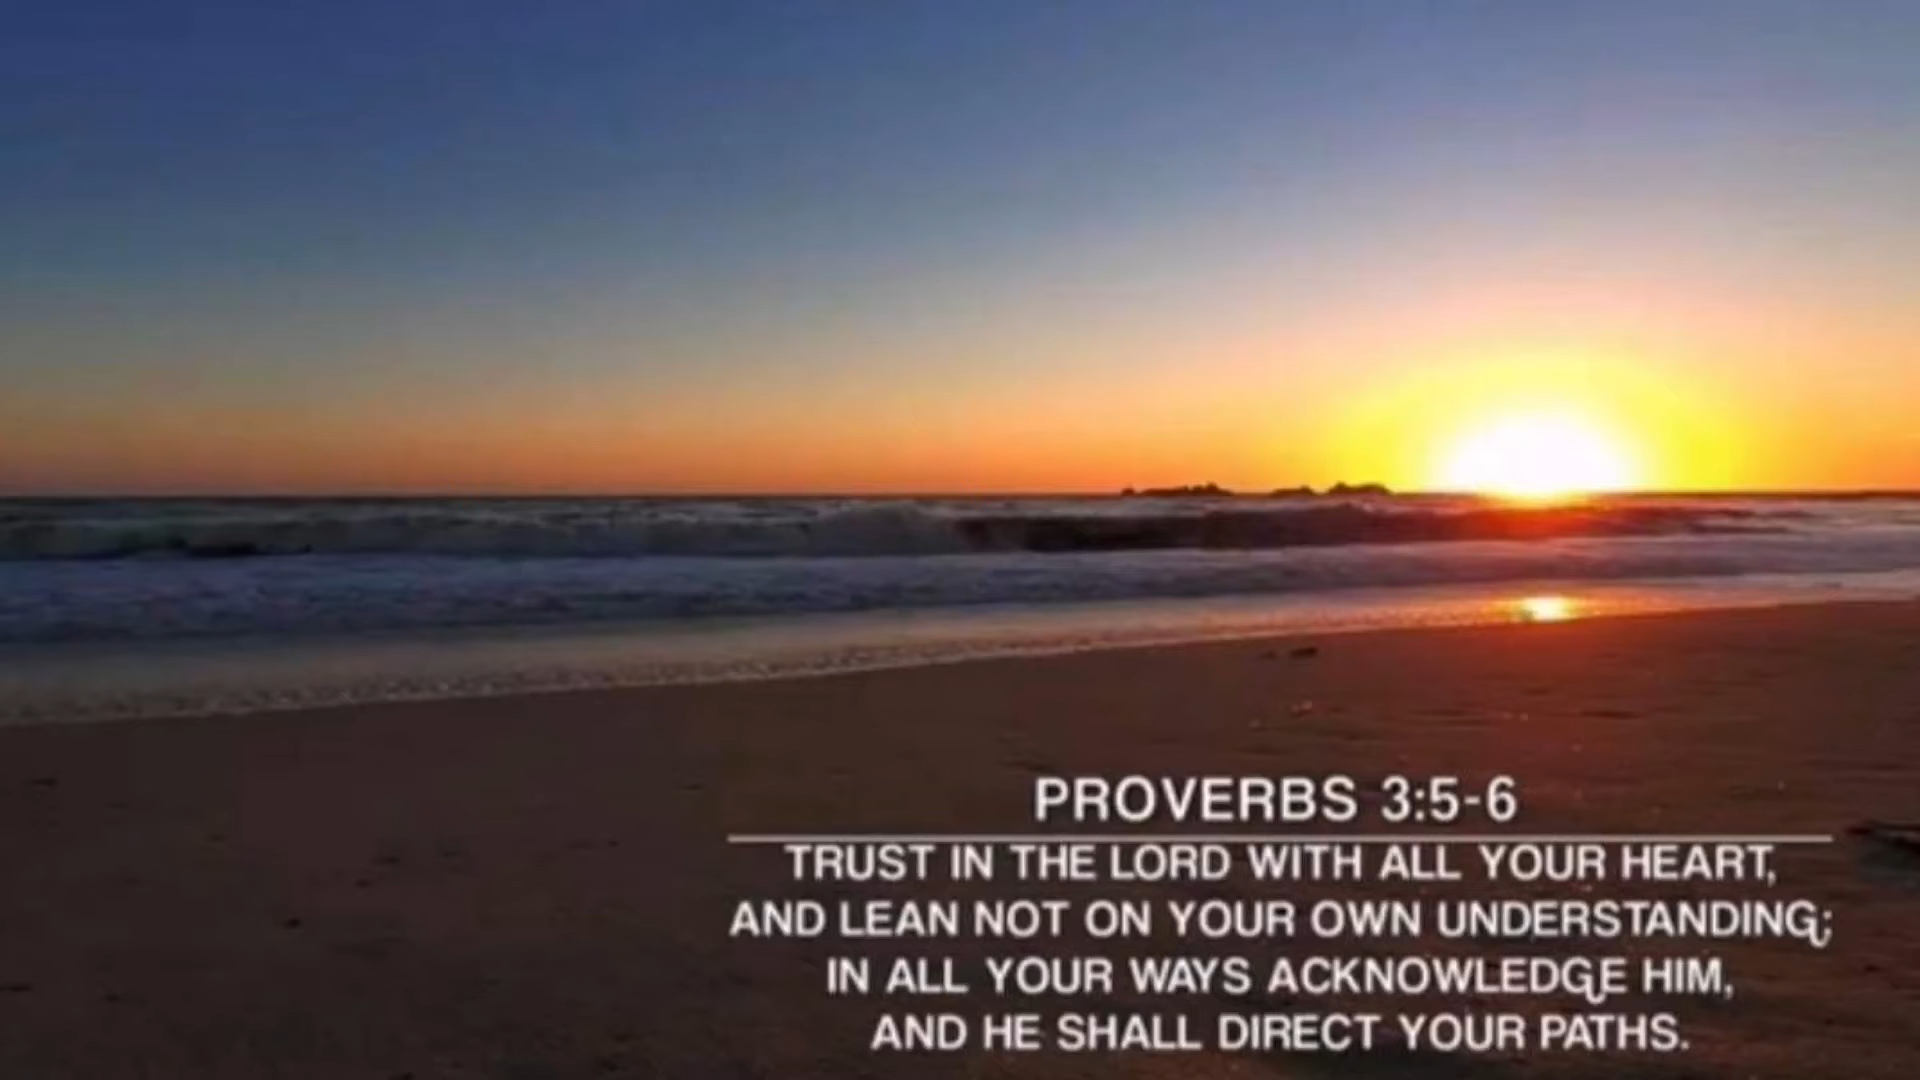 PROVERBS 3:5-6
TRUST IN THE LORD WITH ALL YOUR HEART,
AND LEAN NOT ON YOUR OWN UNDERSTANDING;
IN ALL YOUR WAYS ACKNOWLEDGE HIM,
AND HE SHALL DIRECT YOUR PATHS.